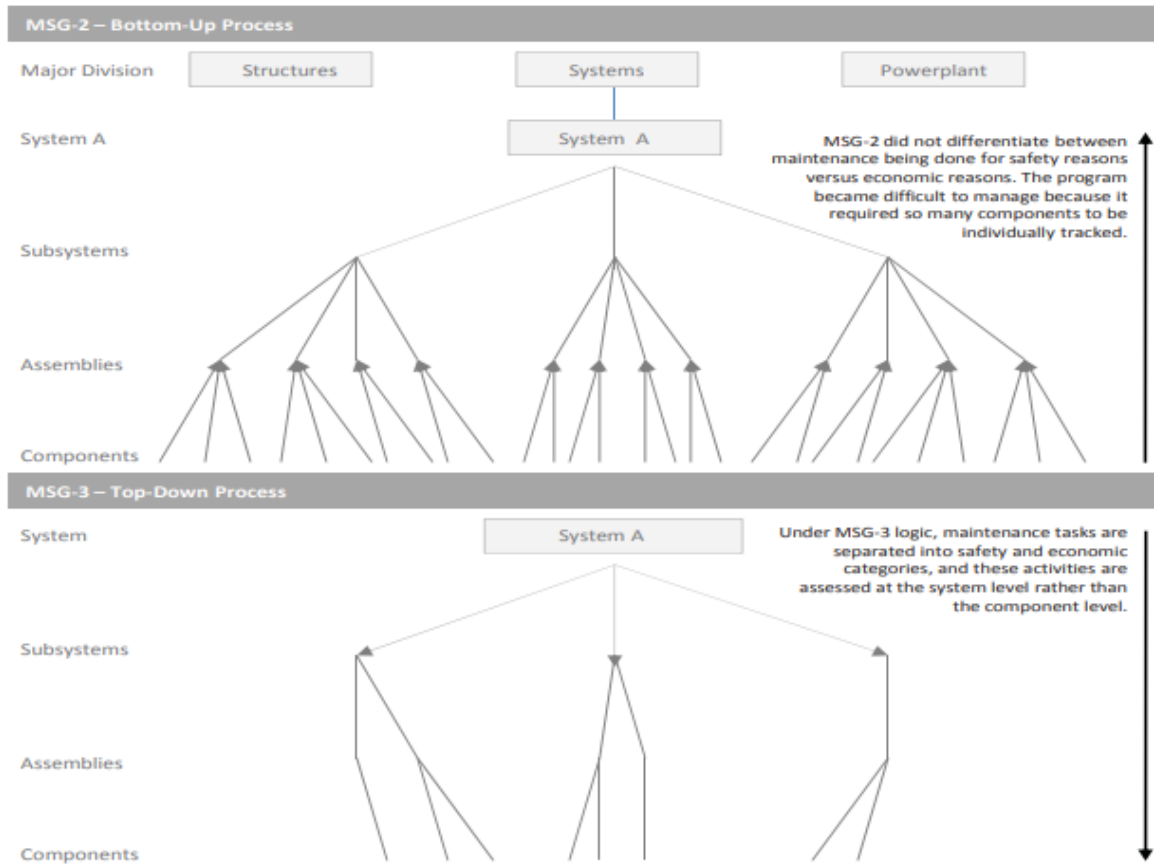 MSG-2 – Bottom-Up Process
Major Division
Structures
Systems
Powerplant
System A
System A
MSG-2 did not differentiate between
maintenance being done for safety reasons
versus economic reasons. The program
became difficult to manage because it
required so many components to be
individually tracked.
Subsystems
Assemblies
Components
MSG-3 – Top-Down Process
System
System A
Under MSG-3 logic, maintenance tasks are
separated into safety and economic
categories, and these activities are
assessed at the system level rather than
the component level.
Subsystems
Assemblies
Components